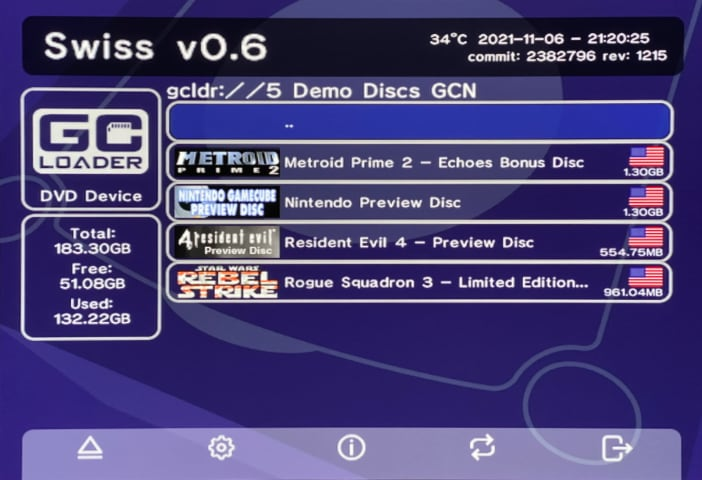 Swiss v0.6
34°C 2021-11-06 - 21:20:25
commit: 2382796 rev: 1215
gcldr://5 Demo Discs GCN
GC
LOADER
DVD Device
Total:
183.30GB
Free:
51.08GB
Used:
132.22GB
..
METROID
PRIME 2
Metroid Prime 2 - Echoes Bonus Disc
1.30GB
NINTENDO GAMECUBE
PREVIEW DISC
Nintendo Preview Disc
1.30GB
resident evil 4
Preview Disc
Resident Evil 4 - Preview Disc
554.75MB
STAR WARS
REBEL
STRIKE
Rogue Squadron 3 - Limited Edition...
961.04MB